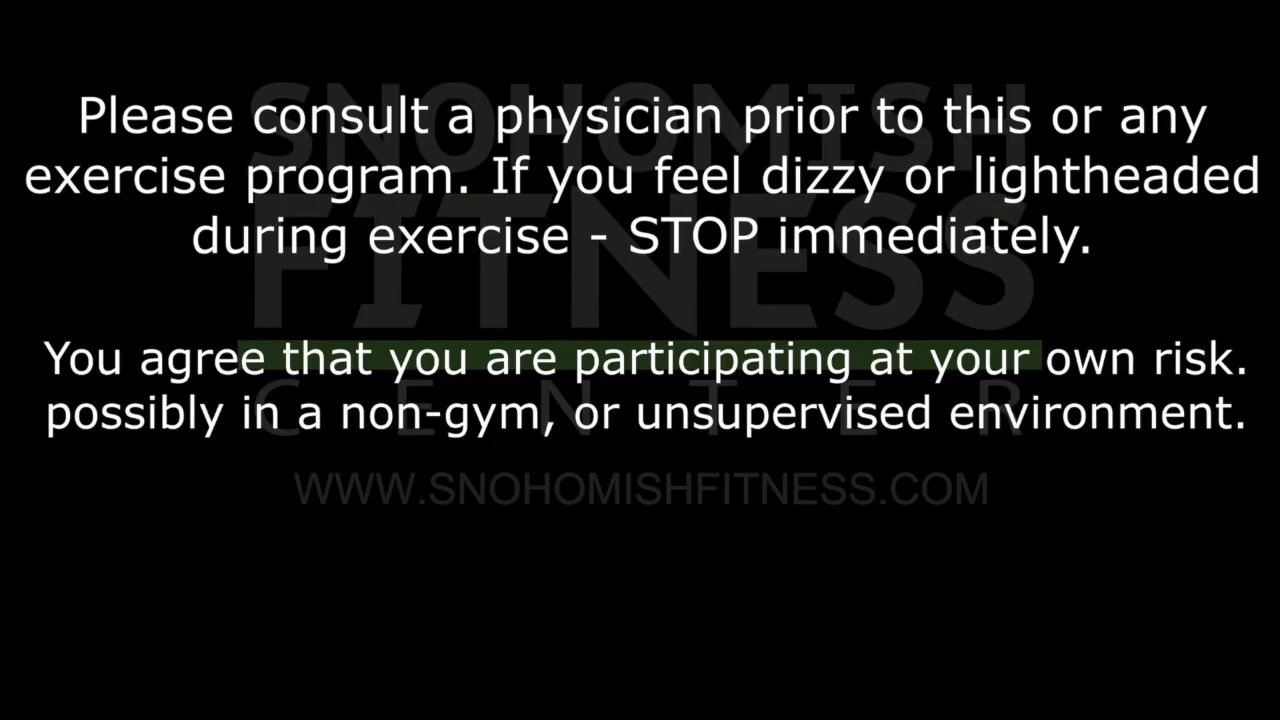 SNOHOMISH
Please consult a physician prior to this or any
exercise program. If you feel dizzy or lightheaded
during exercise - STOP immediately.
FITNESS
You agree that you are participating at your own risk.
possibly in a non-gym, or unsupervised environment.
CENTER
WWW.SNOHOMISHFITNESS.COM